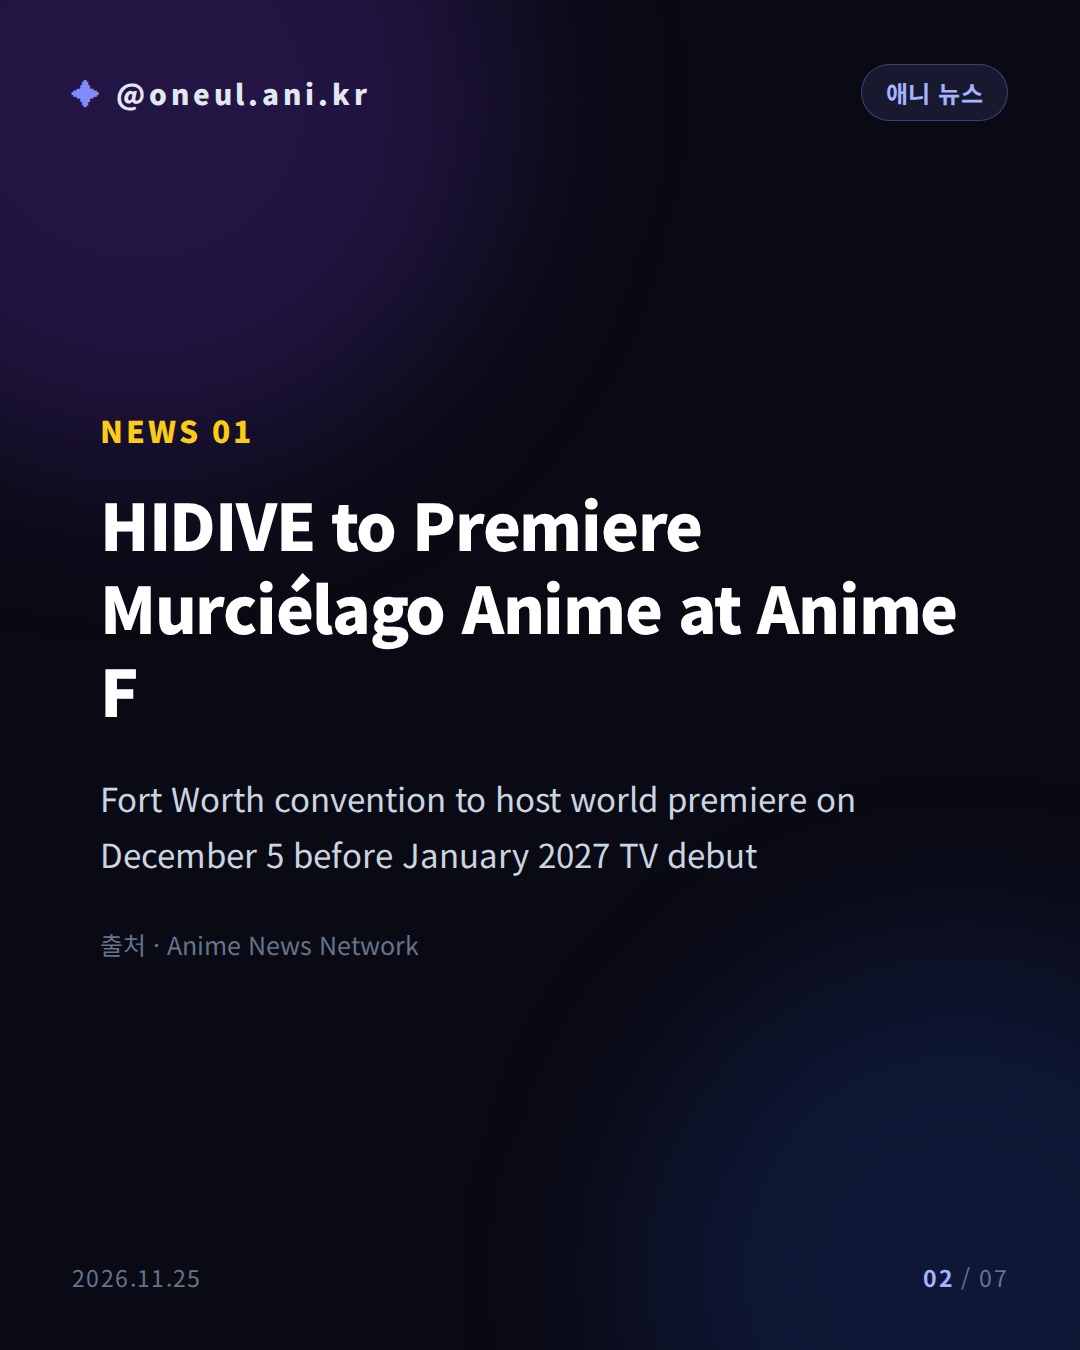 @oneul.ani.kr
애니 뉴스
NEWS 01
HIDIVE to Premiere
Murciélago Anime at Anime
F
Fort Worth convention to host world premiere on
December 5 before January 2027 TV debut
출처 · Anime News Network
2026.11.25
02 / 07